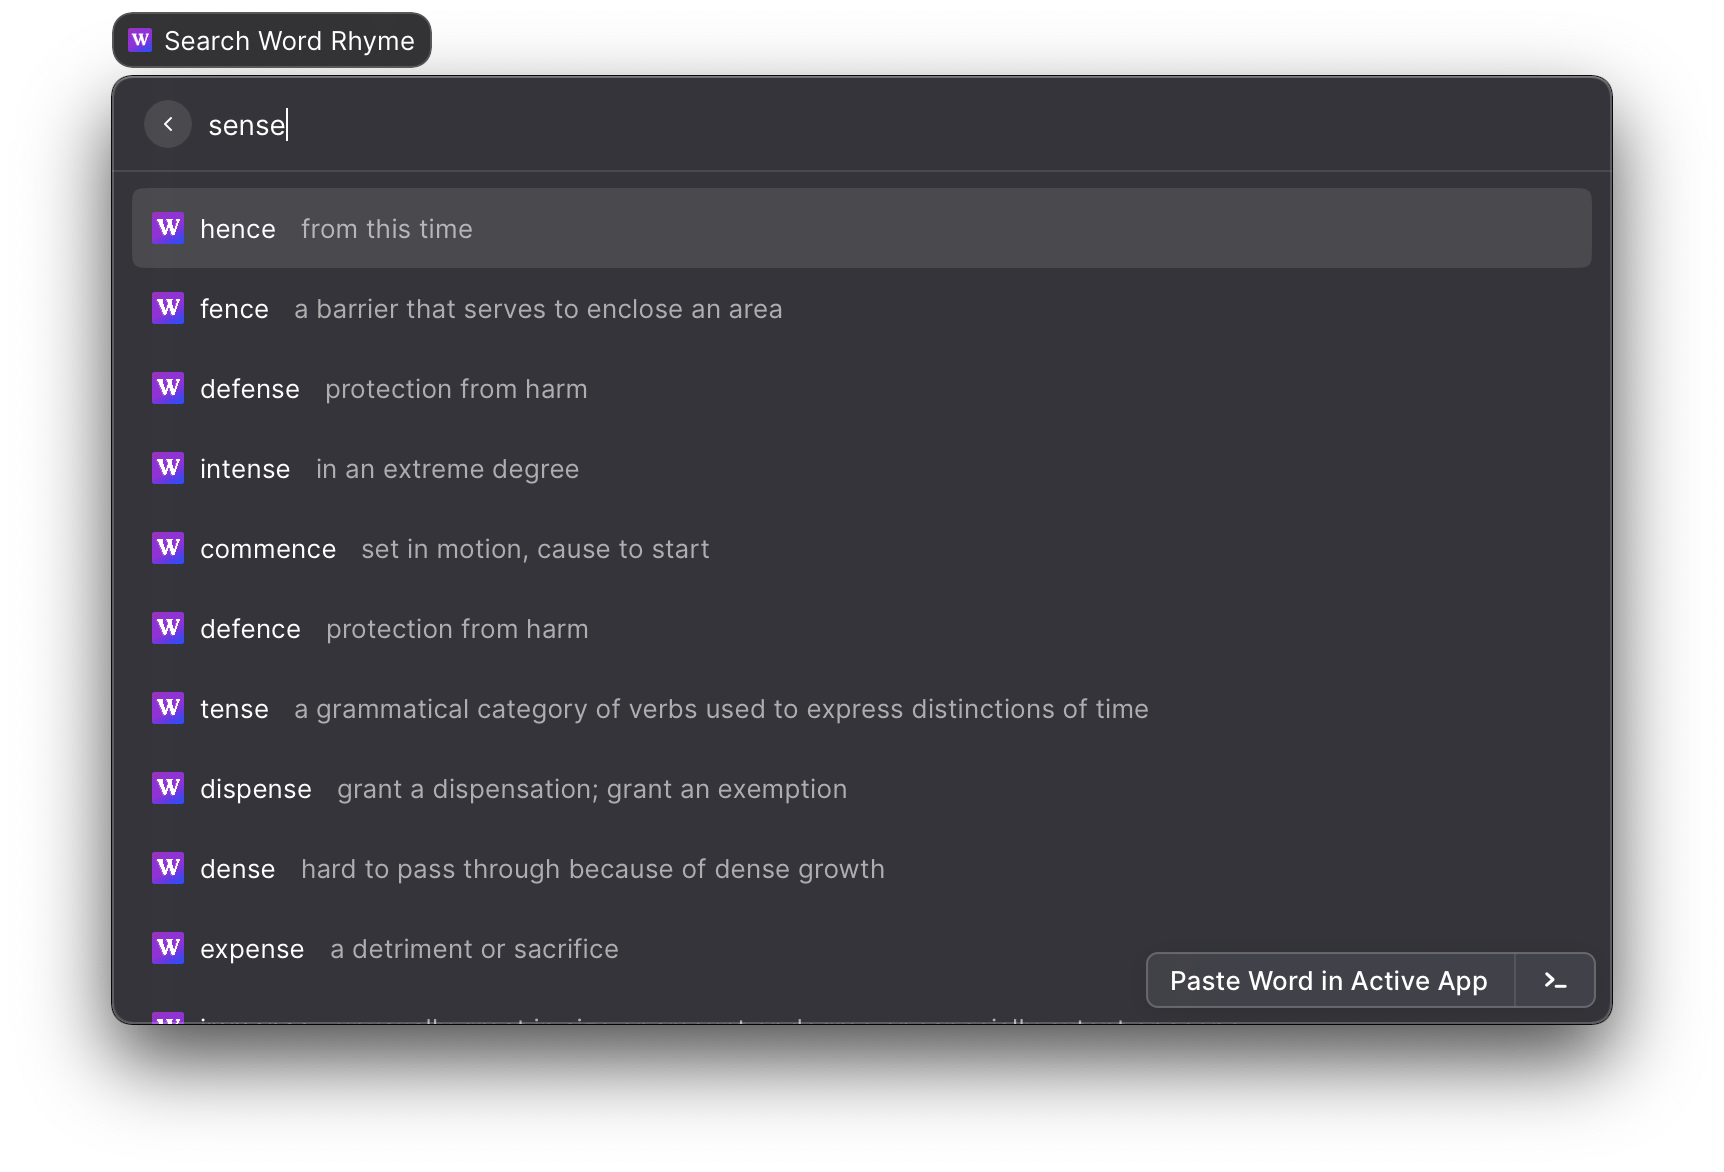 W Search Word Rhyme
sense
W hence from this time
W fence a barrier that serves to enclose an area
W defense protection from harm
W intense in an extreme degree
W commence set in motion, cause to start
W defence protection from harm
W tense a grammatical category of verbs used to express distinctions of time
W dispense grant a dispensation; grant an exemption
W dense hard to pass through because of dense growth
W expense a detriment or sacrifice
Paste Word in Active App